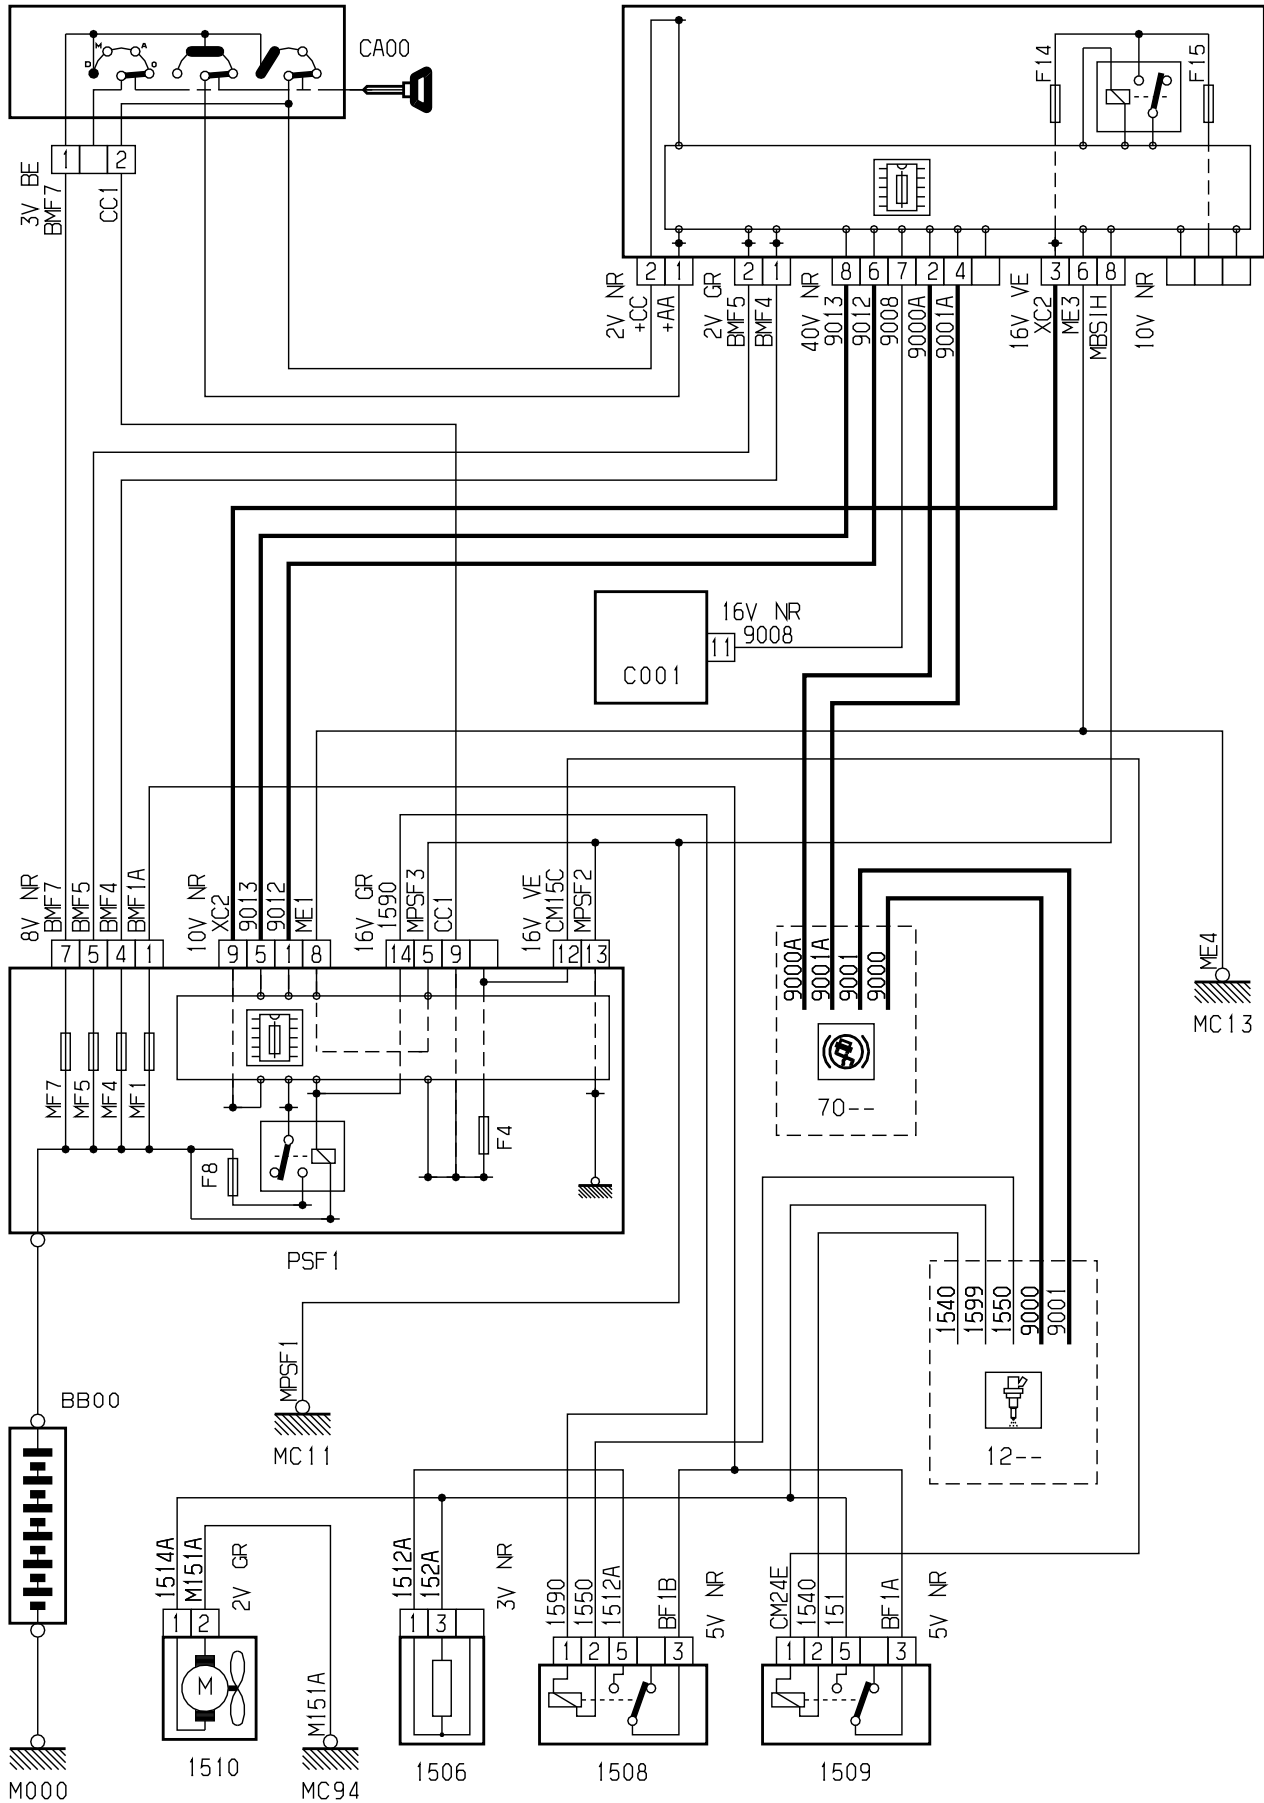 CA00
M
A
D
O
1
2
3V BE
BMF7
CC1
F14
F15
2
1
2
1
8
6
7
2
4
3
6
8
2V NR
+CC
+AA
2V GR
BMF5
BMF4
40V NR
9013
9012
9008
9000A
9001A
16V VE
XC2
ME3
MBSIH
10V NR
16V NR
9008
11
C001
8V NR
BMF7
BMF5
BMF4
BMF1A
10V NR
XC2
9013
9012
ME1
16V GR
1590
MPSF3
CC1
16V VE
CM15C
MPSF2
7
5
4
1
9
5
1
8
14
5
9
12
13
MF7
MF5
MF4
MF1
F8
F4
PSF1
9000A
9001A
9001
9000
70--
ME4
MC13
1540
1599
1550
9000
9001
12--
BB00
MPSF1
MC11
M000
1514A
M151A
2V GR
1
2
M
1510
M151A
MC94
1512A
152A
3V NR
1
3
1506
1590
1550
1512A
BF1B
5V NR
1
2
5
3
1508
CM24E
1540
151
BF1A
5V NR
1
2
5
3
1509